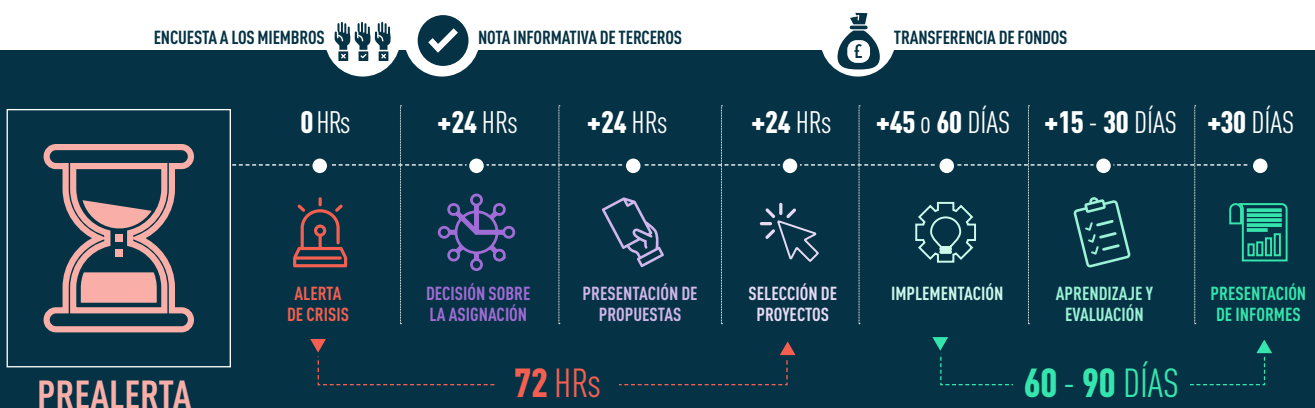 ENCUESTA A LOS MIEMBROS
NOTA INFORMATIVA DE TERCEROS
£
TRANSFERENCIA DE FONDOS
0 HRs
+24 HRs
+24 HRs
+24 HRs
+45 o 60 DÍAS
+15 - 30 DÍAS
+30 DÍAS
ALERTA
DE CRISIS
DECISIÓN SOBRE
LA ASIGNACIÓN
PRESENTACIÓN DE
PROPUESTAS
SELECCIÓN DE
PROYECTOS
IMPLEMENTACIÓN
APRENDIZAJE Y
EVALUACIÓN
PRESENTACIÓN
DE INFORMES
72 HRs
60 - 90 DÍAS
PREALERTA